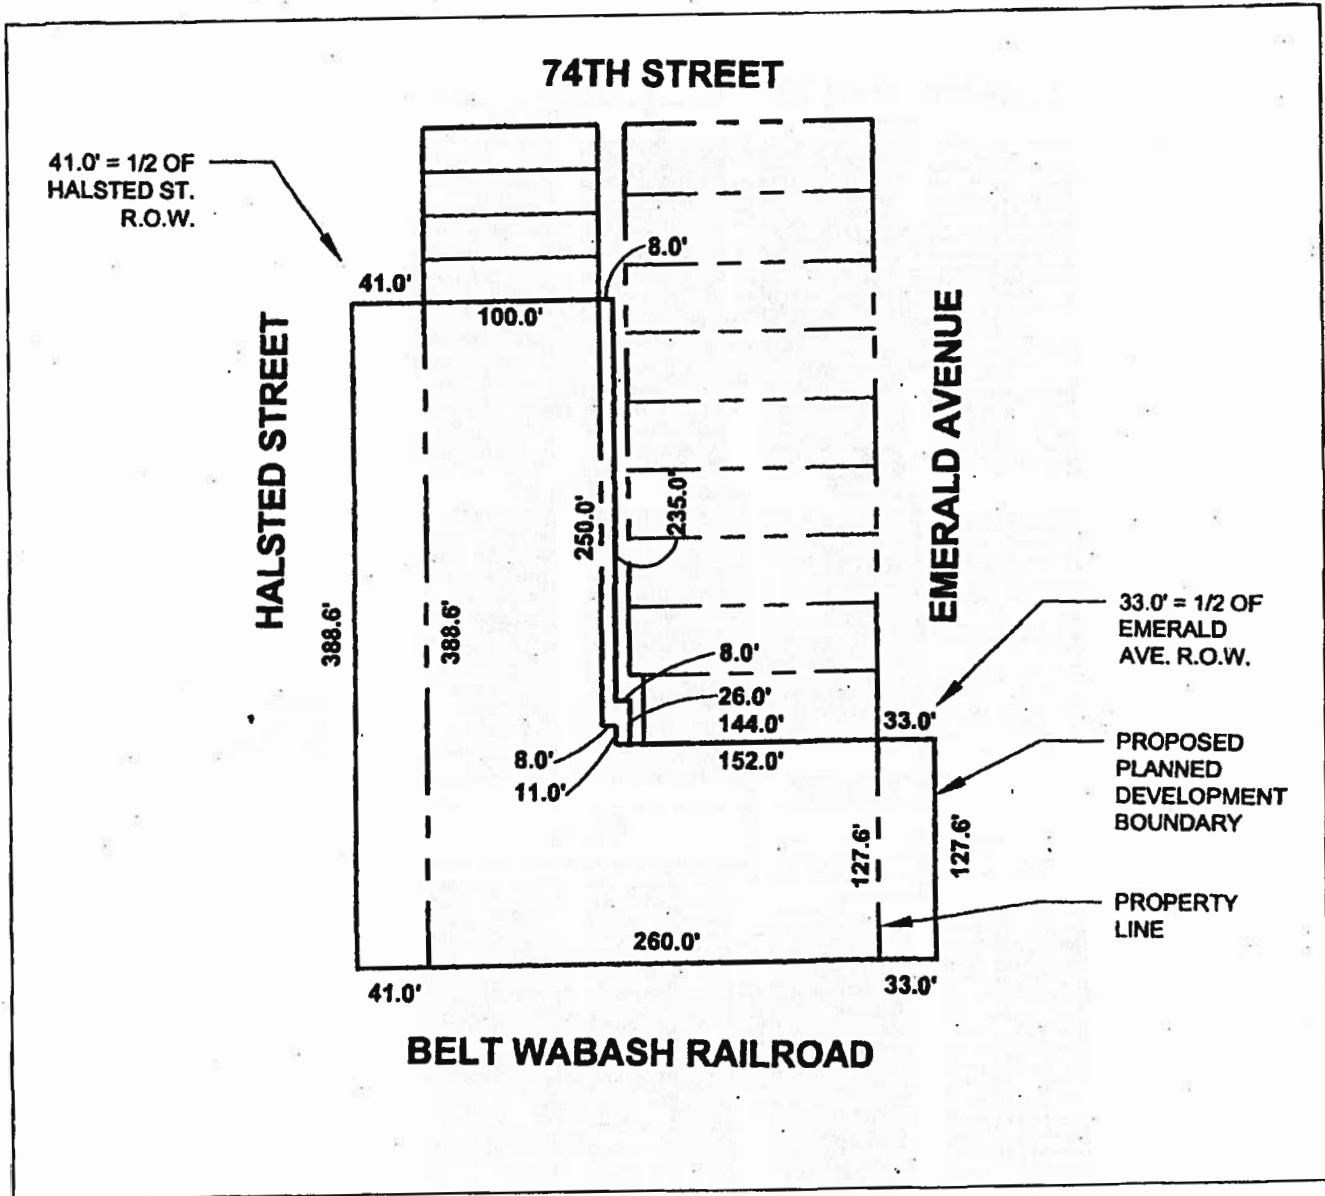 74TH STREET
41.0' = 1/2 OF
HALSTED ST.
R.O.W.
8.0'
41.0'
100.0'
HALSTED STREET
EMERALD AVENUE
250.0'
235.0'
388.6'
388.6'
33.0' = 1/2 OF
EMERALD
AVE. R.O.W.
8.0'
26.0'
144.0'
33.0'
8.0'
152.0'
11.0'
PROPOSED
PLANNED
DEVELOPMENT
BOUNDARY
127.6'
127.6'
PROPERTY
LINE
260.0'
41.0'
33.0'
BELT WABASH RAILROAD